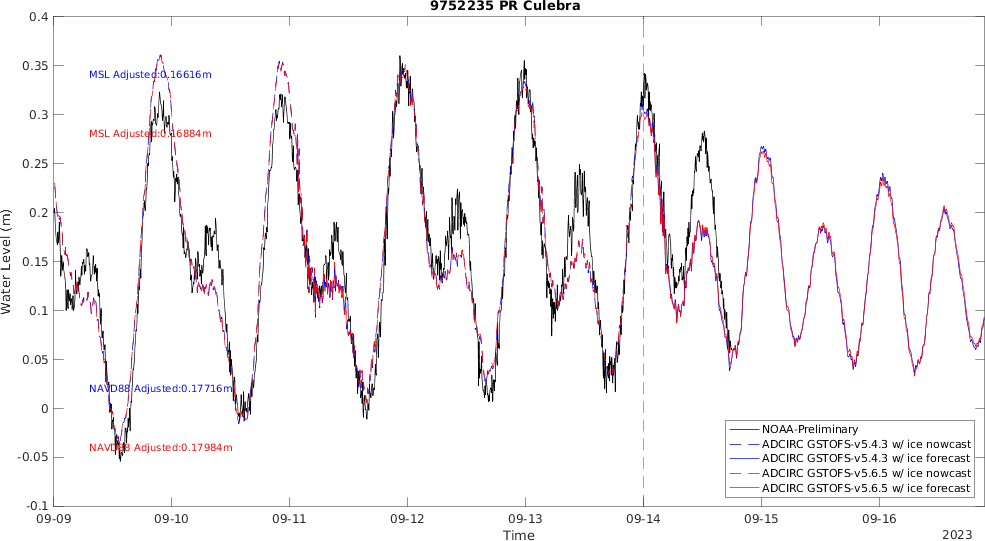 9752235 PR Culebra
0.4
0.35
MSL Adjusted:0.16616m
0.3
MSL Adjusted:0.16884m
0.25
0.2
Water Level (m)
0.15
0.1
0.05
NAVD88 Adjusted:0.17716m
0
NAVD88 Adjusted:0.17984m
-0.05
-0.1
NOAA-Preliminary
ADCIRC GSTOFS-v5.4.3 w/ ice nowcast
ADCIRC GSTOFS-v5.4.3 w/ ice forecast
ADCIRC GSTOFS-v5.6.5 w/ ice nowcast
ADCIRC GSTOFS-v5.6.5 w/ ice forecast
09-09 09-10 09-11 09-12 09-13 09-14 09-15 09-16
Time
2023